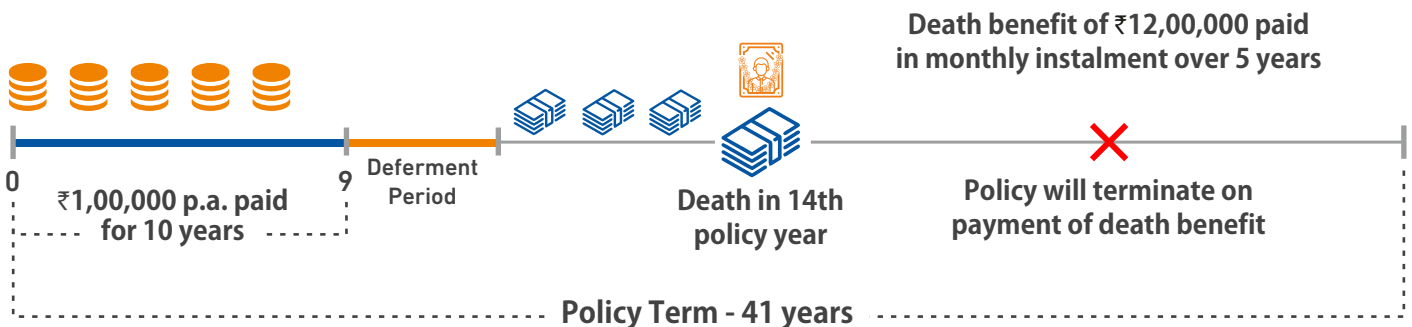 Death benefit of ₹12,00,000 paid
in monthly instalment over 5 years
0
9
Deferment
Period
₹1,00,000 p.a. paid
for 10 years
Death in 14th
policy year
Policy will terminate on
payment of death benefit
Policy Term - 41 years